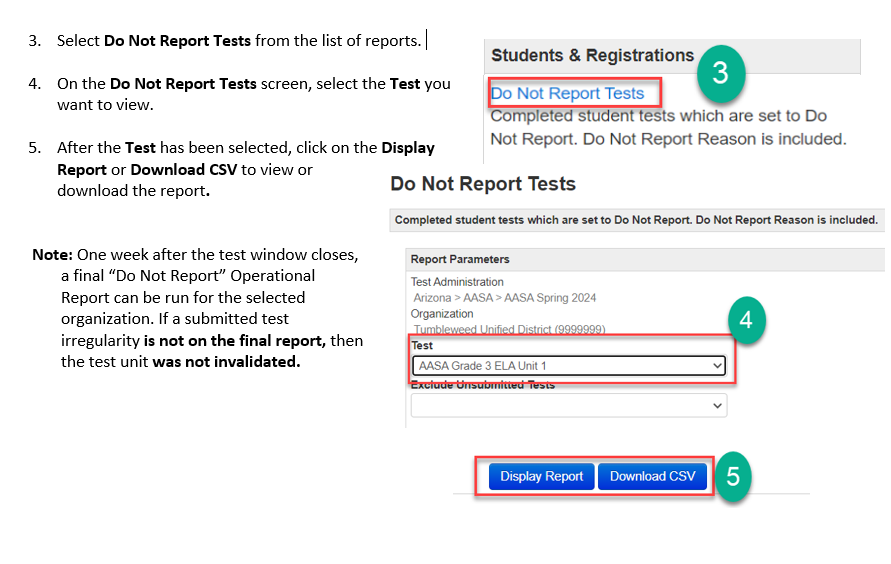 3. Select Do Not Report Tests from the list of reports.
4. On the Do Not Report Tests screen, select the Test you
want to view.
5. After the Test has been selected, click on the Display
Report or Download CSV to view or
download the report.
Note: One week after the test window closes,
a final “Do Not Report” Operational
Report can be run for the selected
organization. If a submitted test
irregularity is not on the final report, then
the test unit was not invalidated.
Students & Registrations
3
Do Not Report Tests
Completed student tests which are set to Do
Not Report. Do Not Report Reason is included.
Do Not Report Tests
Completed student tests which are set to Do Not Report. Do Not Report Reason is included.
Report Parameters
Test Administration
Arizona > AASA > AASA Spring 2024
Organization
Tumbleweed Unified District (9999999)
4
Test
AASA Grade 3 ELA Unit 1
Exclude Unsubmitted Tests
Display Report
Download CSV
5